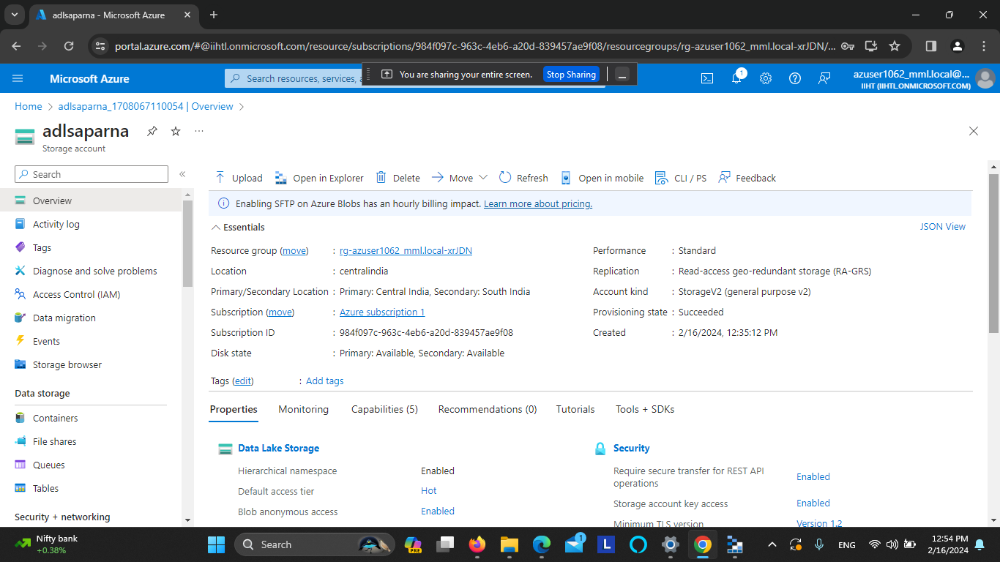 adlsaparna - Microsoft Azure
portal.azure.com/#@iihtl.onmicrosoft.com/resource/subscriptions/984f097c-963c-4eb6-a20d-839457ae9f08/resourcegroups/rg-azuser1062_mml.local-xrJDN/...
Microsoft Azure
Search resources, services, a
You are sharing your entire screen.
Stop Sharing
1
azuser1062_mml.local@...
IIHT (IIHTL.ONMICROSOFT.COM)
Home > adlsaparna_1708067110054 | Overview >
adlsaparna
Storage account
Search
Upload
Open in Explorer
Delete
Move
Refresh
Open in mobile
CLI / PS
Feedback
Enabling SFTP on Azure Blobs has an hourly billing impact. Learn more about pricing.
Overview
Activity log
Tags
Diagnose and solve problems
Access Control (IAM)
Data migration
Events
Storage browser
Data storage
Containers
File shares
Queues
Tables
Security + networking
Essentials
JSON View
Resource group (move) : rg-azuser1062_mml.local-xrJDN
Location : centralindia
Primary/Secondary Location : Primary: Central India, Secondary: South India
Subscription (move) : Azure subscription 1
Subscription ID : 984f097c-963c-4eb6-a20d-839457ae9f08
Disk state : Primary: Available, Secondary: Available
Performance : Standard
Replication : Read-access geo-redundant storage (RA-GRS)
Account kind : StorageV2 (general purpose v2)
Provisioning state : Succeeded
Created : 2/16/2024, 12:35:12 PM
Tags (edit) : Add tags
Properties
Monitoring
Capabilities (5)
Recommendations (0)
Tutorials
Tools + SDKs
Data Lake Storage
Hierarchical namespace Enabled
Default access tier Hot
Blob anonymous access Enabled
Security
Require secure transfer for REST API
operations
Enabled
Storage account key access Enabled
Minimum TLS version Version 1.2
Nifty bank
+0.38%
Search
PRE
1
L
ENG
12:54 PM
2/16/2024